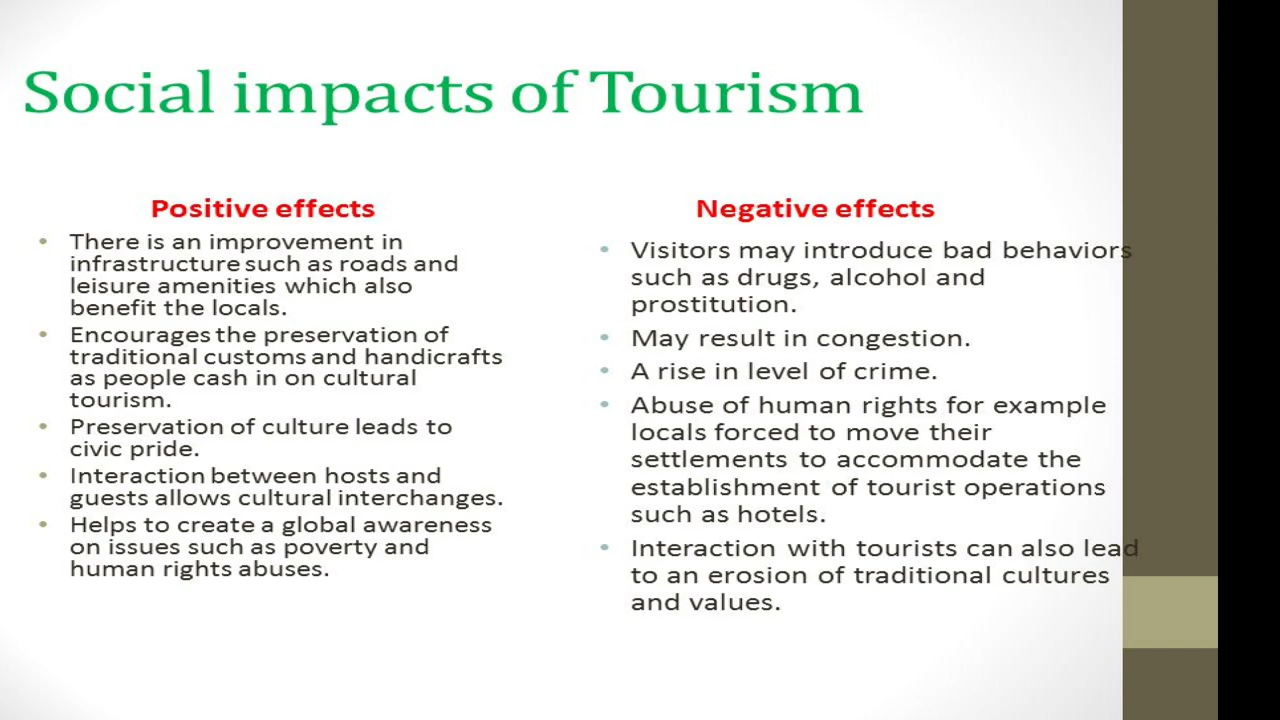 Social impacts of Tourism
Positive effects
• There is an improvement in
infrastructure such as roads and
leisure amenities which also
benefit the locals.
• Encourages the preservation of
traditional customs and handicrafts
as people cash in on cultural
tourism.
• Preservation of culture leads to
civic pride.
• Interaction between hosts and
guests allows cultural interchanges.
• Helps to create a global awareness
on issues such as poverty and
human rights abuses.
Negative effects
• Visitors may introduce bad behaviors
such as drugs, alcohol and
prostitution.
• May result in congestion.
• A rise in level of crime.
• Abuse of human rights for example
locals forced to move their
settlements to accommodate the
establishment of tourist operations
such as hotels.
• Interaction with tourists can also lead
to an erosion of traditional cultures
and values.